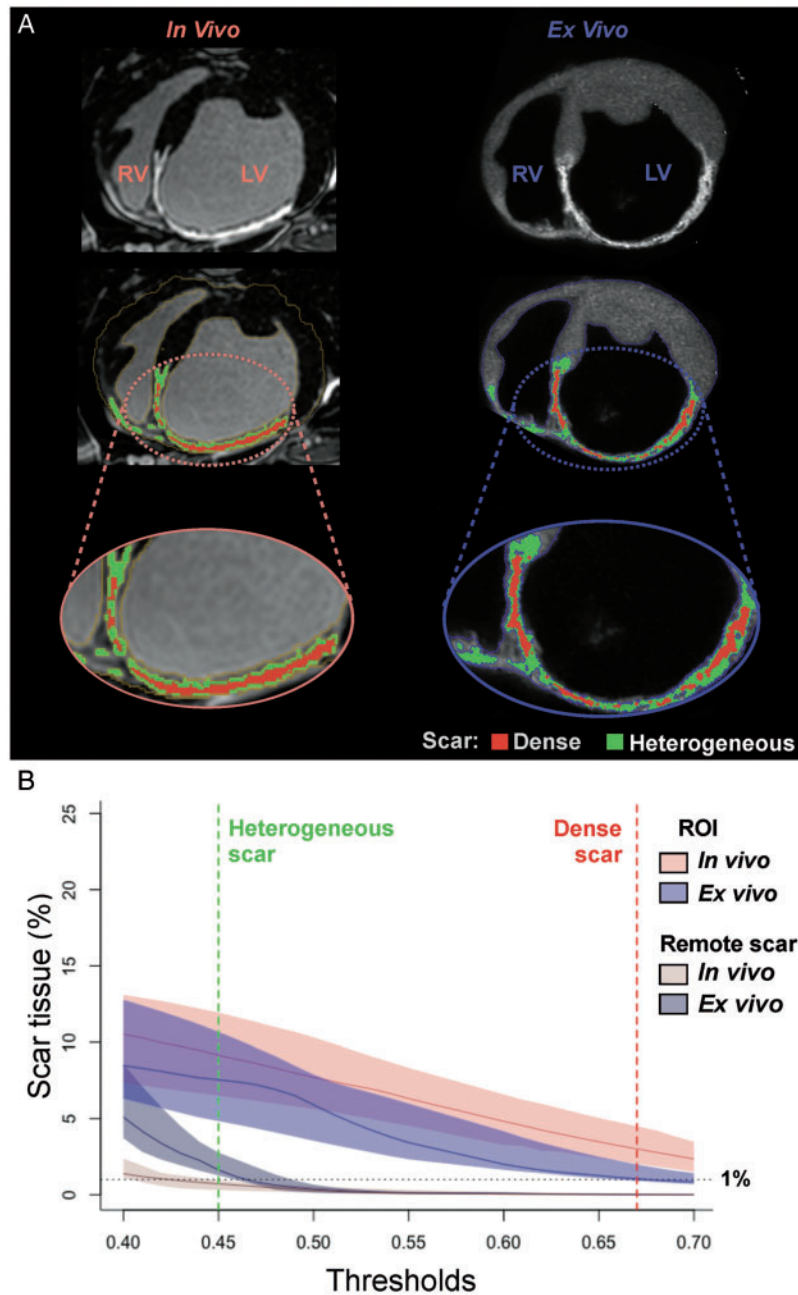 A
In Vivo
Ex Vivo
RV
LV
RV
LV
Scar: Dense Heterogeneous
B
Heterogeneous
scar
Dense
scar
ROI
In vivo
Ex vivo
Remote scar
In vivo
Ex vivo
Scar tissue (%)
25
20
15
10
5
0
1%
0.40 0.45 0.50 0.55 0.60 0.65 0.70
Thresholds